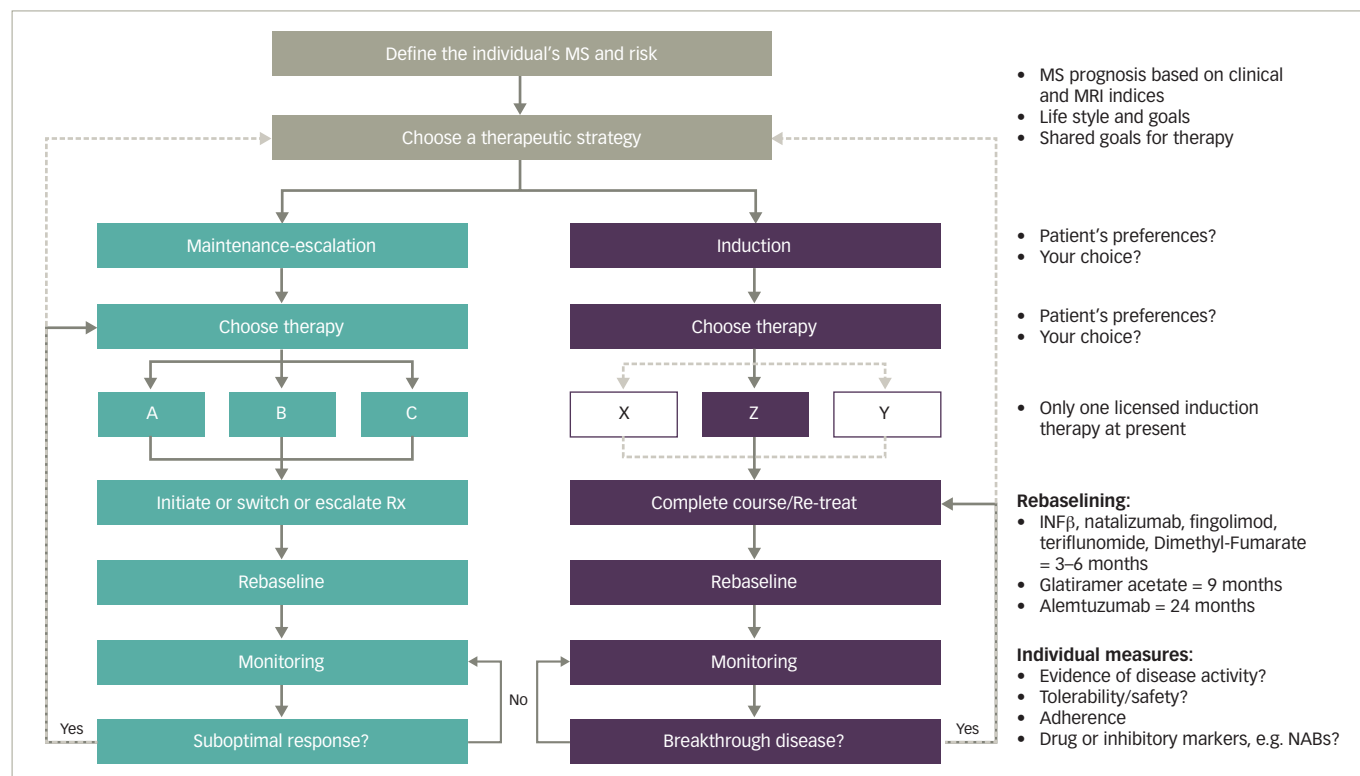 Define the individual's MS and risk
Choose a therapeutic strategy
• MS prognosis based on clinical
and MRI indices
• Life style and goals
• Shared goals for therapy
Maintenance-escalation
Induction
• Patient's preferences?
• Your choice?
Choose therapy
Choose therapy
• Patient's preferences?
• Your choice?
A
B
C
X
Z
Y
• Only one licensed induction
therapy at present
Initiate or switch or escalate Rx
Complete course/Re-treat
Rebaselining:
• INFβ, natalizumab, fingolimod,
teriflunomide, Dimethyl-Fumarate
= 3–6 months
• Glatiramer acetate = 9 months
• Alemtuzumab = 24 months
Rebaseline
Rebaseline
Monitoring
Monitoring
No
Individual measures:
• Evidence of disease activity?
• Tolerability/safety?
• Adherence
• Drug or inhibitory markers, e.g. NABs?
Yes
Suboptimal response?
Breakthrough disease?
Yes